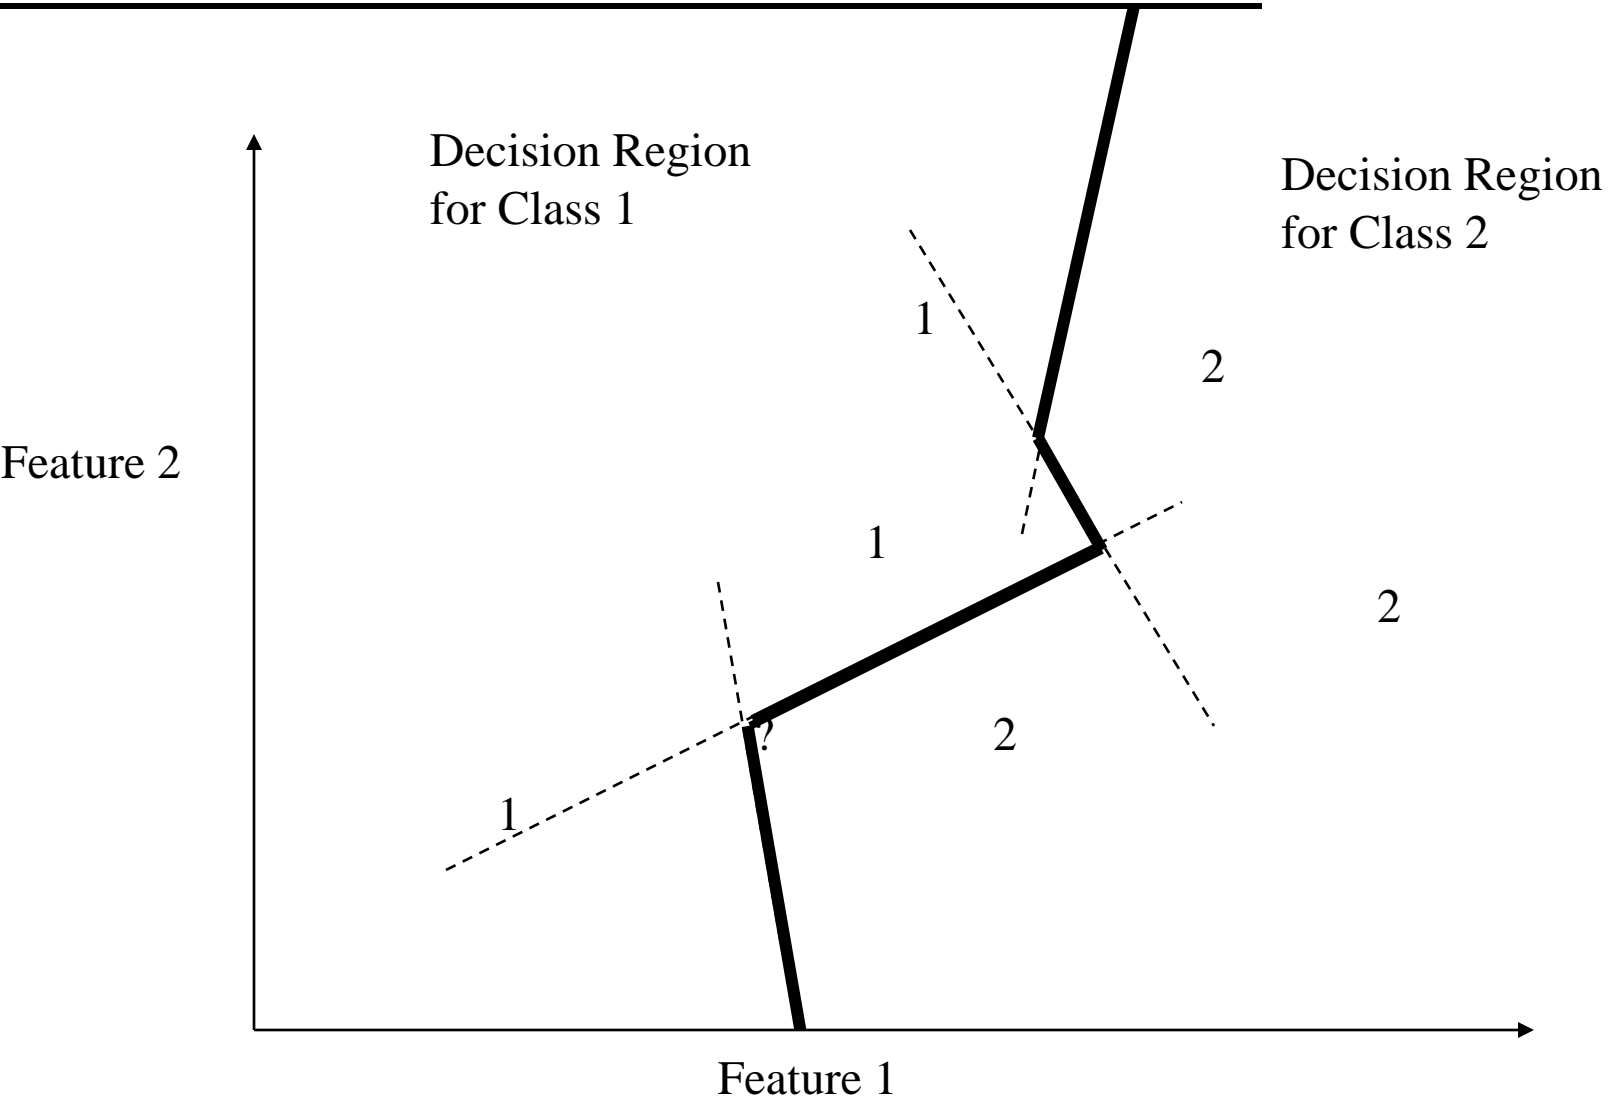 Decision Region
for Class 1
Decision Region
for Class 2
1
2
Feature 2
1
2
?
2
1
Feature 1